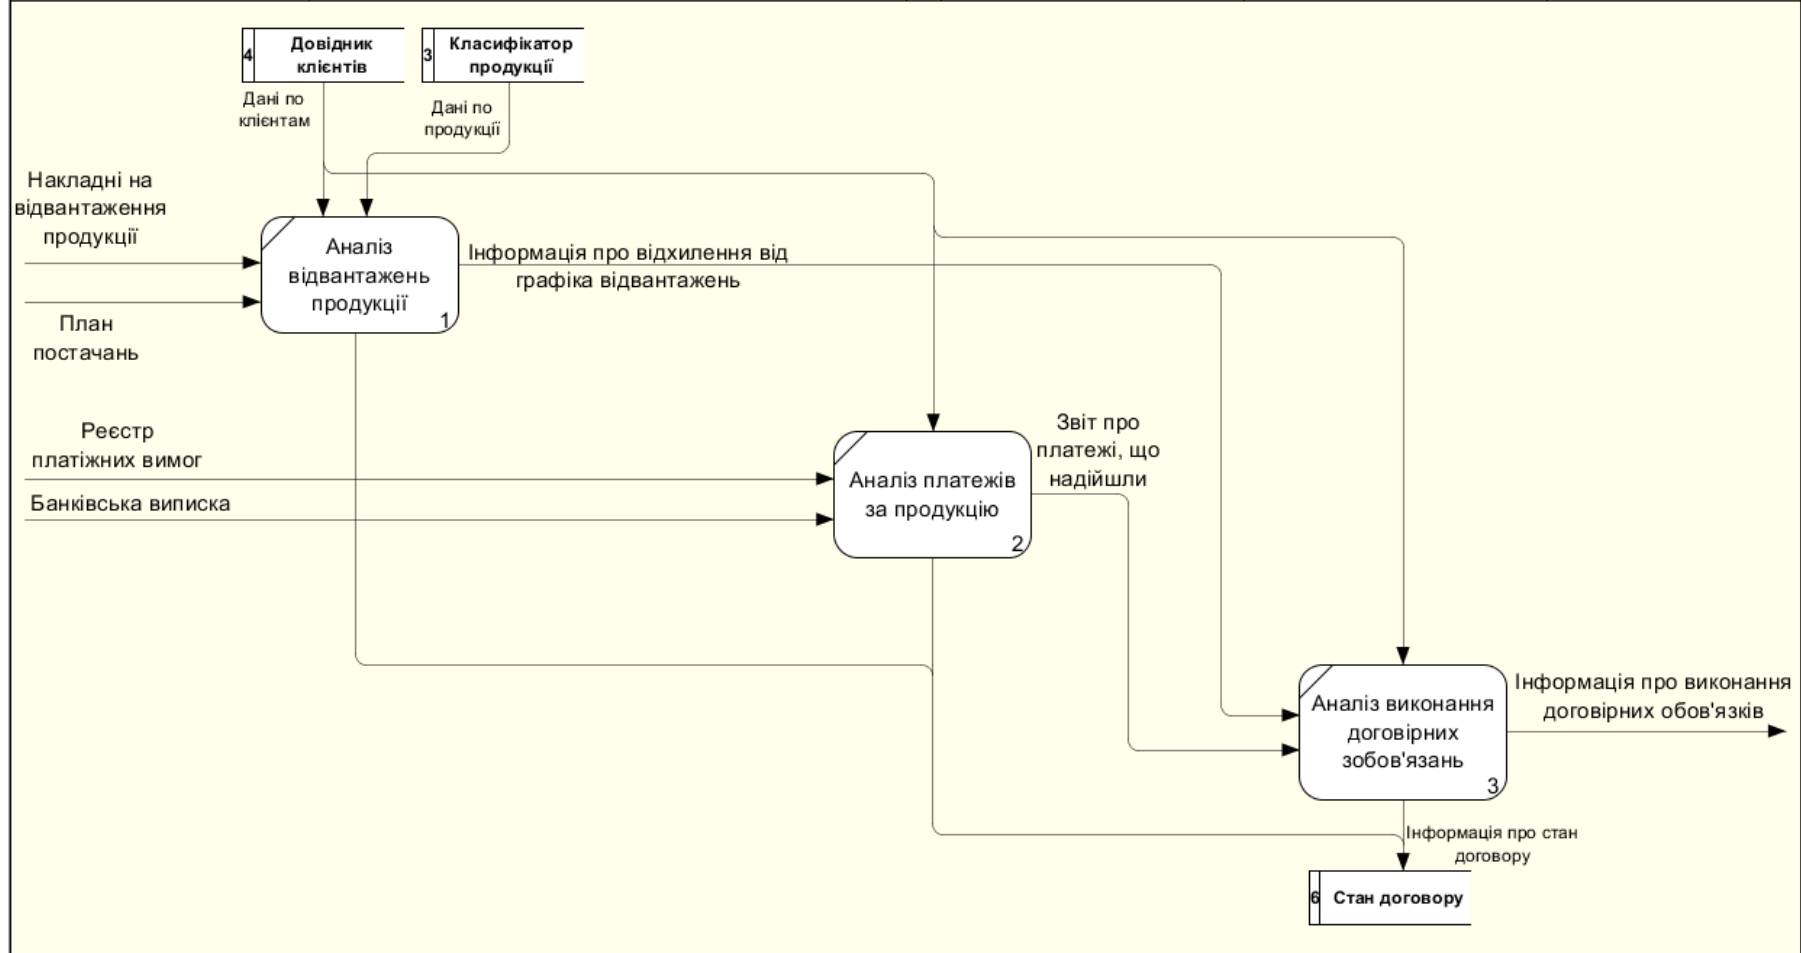 4
Довідник
клієнтів
3
Класифікатор
продукції
Дані по
клієнтам
Дані по
продукції
Накладні на
відвантаження
продукції
Аналіз
відвантажень
продукції
1
Інформація про відхилення від
графіка відвантажень
План
постачань
Реєстр
платіжних вимог
Банківська виписка
Аналіз платежів
за продукцію
2
Звіт про
платежі, що
надійшли
Аналіз виконання
договірних
зобов'язань
3
Інформація про виконання
договірних обов'язків
Інформація про стан
договору
6
Стан договору